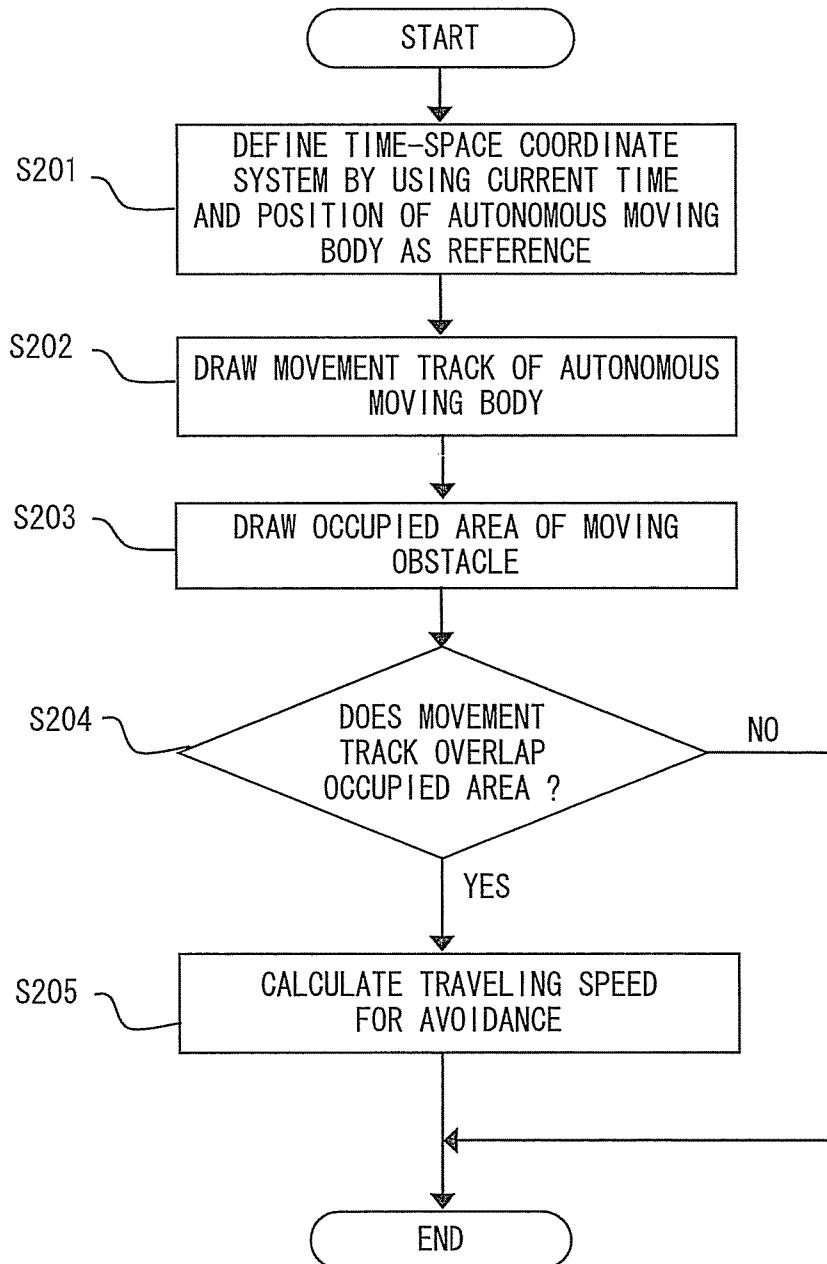 START
S201
DEFINE TIME-SPACE COORDINATE
SYSTEM BY USING CURRENT TIME
AND POSITION OF AUTONOMOUS MOVING
BODY AS REFERENCE
S202
DRAW MOVEMENT TRACK OF AUTONOMOUS
MOVING BODY
S203
DRAW OCCUPIED AREA OF MOVING
OBSTACLE
S204
DOES MOVEMENT
TRACK OVERLAP
OCCUPIED AREA ?
NO
YES
S205
CALCULATE TRAVELING SPEED
FOR AVOIDANCE
END